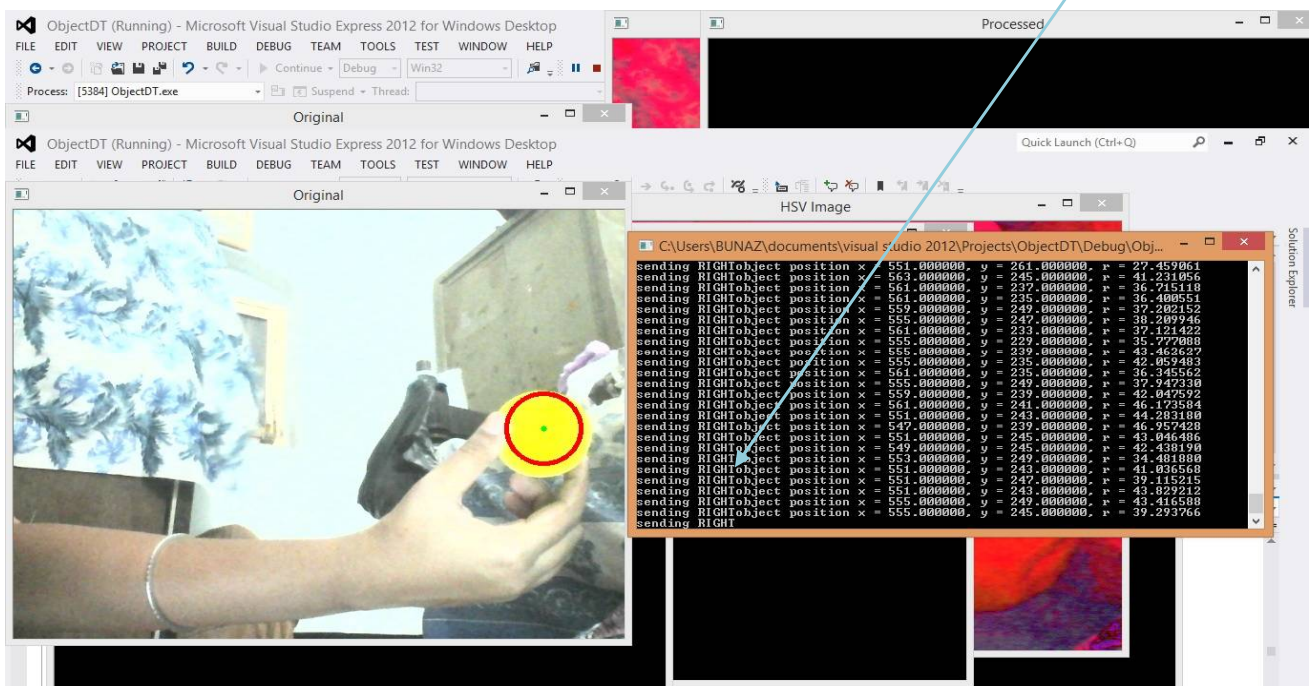 ObjectDT (Running) - Microsoft Visual Studio Express 2012 for Windows Desktop
Processed
FILE EDIT VIEW PROJECT BUILD DEBUG TEAM TOOLS TEST WINDOW HELP
Continue Debug Win32
Process: [5384] ObjectDT.exe Suspend Thread:
Original
ObjectDT (Running) - Microsoft Visual Studio Express 2012 for Windows Desktop
Quick Launch (Ctrl+Q)
FILE EDIT VIEW PROJECT BUILD DEBUG TEAM TOOLS TEST WINDOW HELP
Original
HSV Image
Solution Explorer
C:\Users\BUNAZ\documents\visual studio 2012\Projects\ObjectDT\Debug\Obj...
sending RIGHTobject position x = 551.000000, y = 261.000000, r = 27.459061
sending RIGHTobject position x = 563.000000, y = 245.000000, r = 41.231056
sending RIGHTobject position x = 561.000000, y = 237.000000, r = 36.715118
sending RIGHTobject position x = 561.000000, y = 235.000000, r = 36.400551
sending RIGHTobject position x = 559.000000, y = 249.000000, r = 37.202152
sending RIGHTobject position x = 555.000000, y = 247.000000, r = 38.209946
sending RIGHTobject position x = 561.000000, y = 233.000000, r = 37.121422
sending RIGHTobject position x = 555.000000, y = 229.000000, r = 35.777088
sending RIGHTobject position x = 555.000000, y = 239.000000, r = 43.462627
sending RIGHTobject position x = 555.000000, y = 235.000000, r = 42.059483
sending RIGHTobject position x = 561.000000, y = 235.000000, r = 36.345562
sending RIGHTobject position x = 555.000000, y = 249.000000, r = 37.947330
sending RIGHTobject position x = 559.000000, y = 239.000000, r = 42.047592
sending RIGHTobject position x = 561.000000, y = 241.000000, r = 46.173584
sending RIGHTobject position x = 551.000000, y = 243.000000, r = 44.283180
sending RIGHTobject position x = 547.000000, y = 239.000000, r = 46.957428
sending RIGHTobject position x = 551.000000, y = 245.000000, r = 43.046486
sending RIGHTobject position x = 549.000000, y = 245.000000, r = 42.438190
sending RIGHTobject position x = 553.000000, y = 249.000000, r = 34.481880
sending RIGHTobject position x = 551.000000, y = 243.000000, r = 41.036568
sending RIGHTobject position x = 551.000000, y = 247.000000, r = 39.115215
sending RIGHTobject position x = 551.000000, y = 243.000000, r = 43.829212
sending RIGHTobject position x = 555.000000, y = 249.000000, r = 43.416588
sending RIGHTobject position x = 555.000000, y = 245.000000, r = 39.293766
sending RIGHT